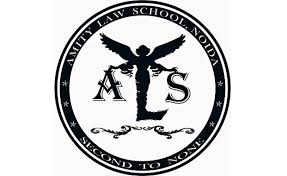 AMITY LAW SCHOOL, NOIDA
ALS
SECOND TO NONE